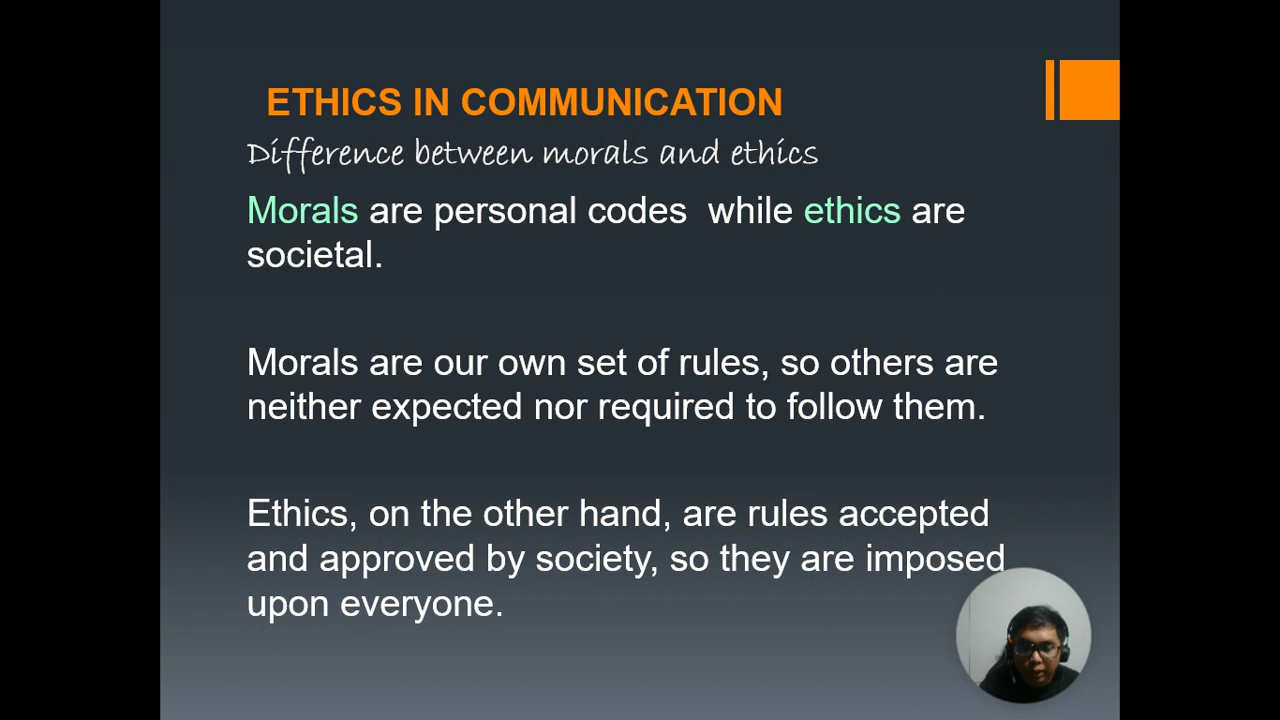 ETHICS IN COMMUNICATION
Difference between morals and ethics
Morals are personal codes while ethics are
societal.
Morals are our own set of rules, so others are
neither expected nor required to follow them.
Ethics, on the other hand, are rules accepted
and approved by society, so they are imposed
upon everyone.